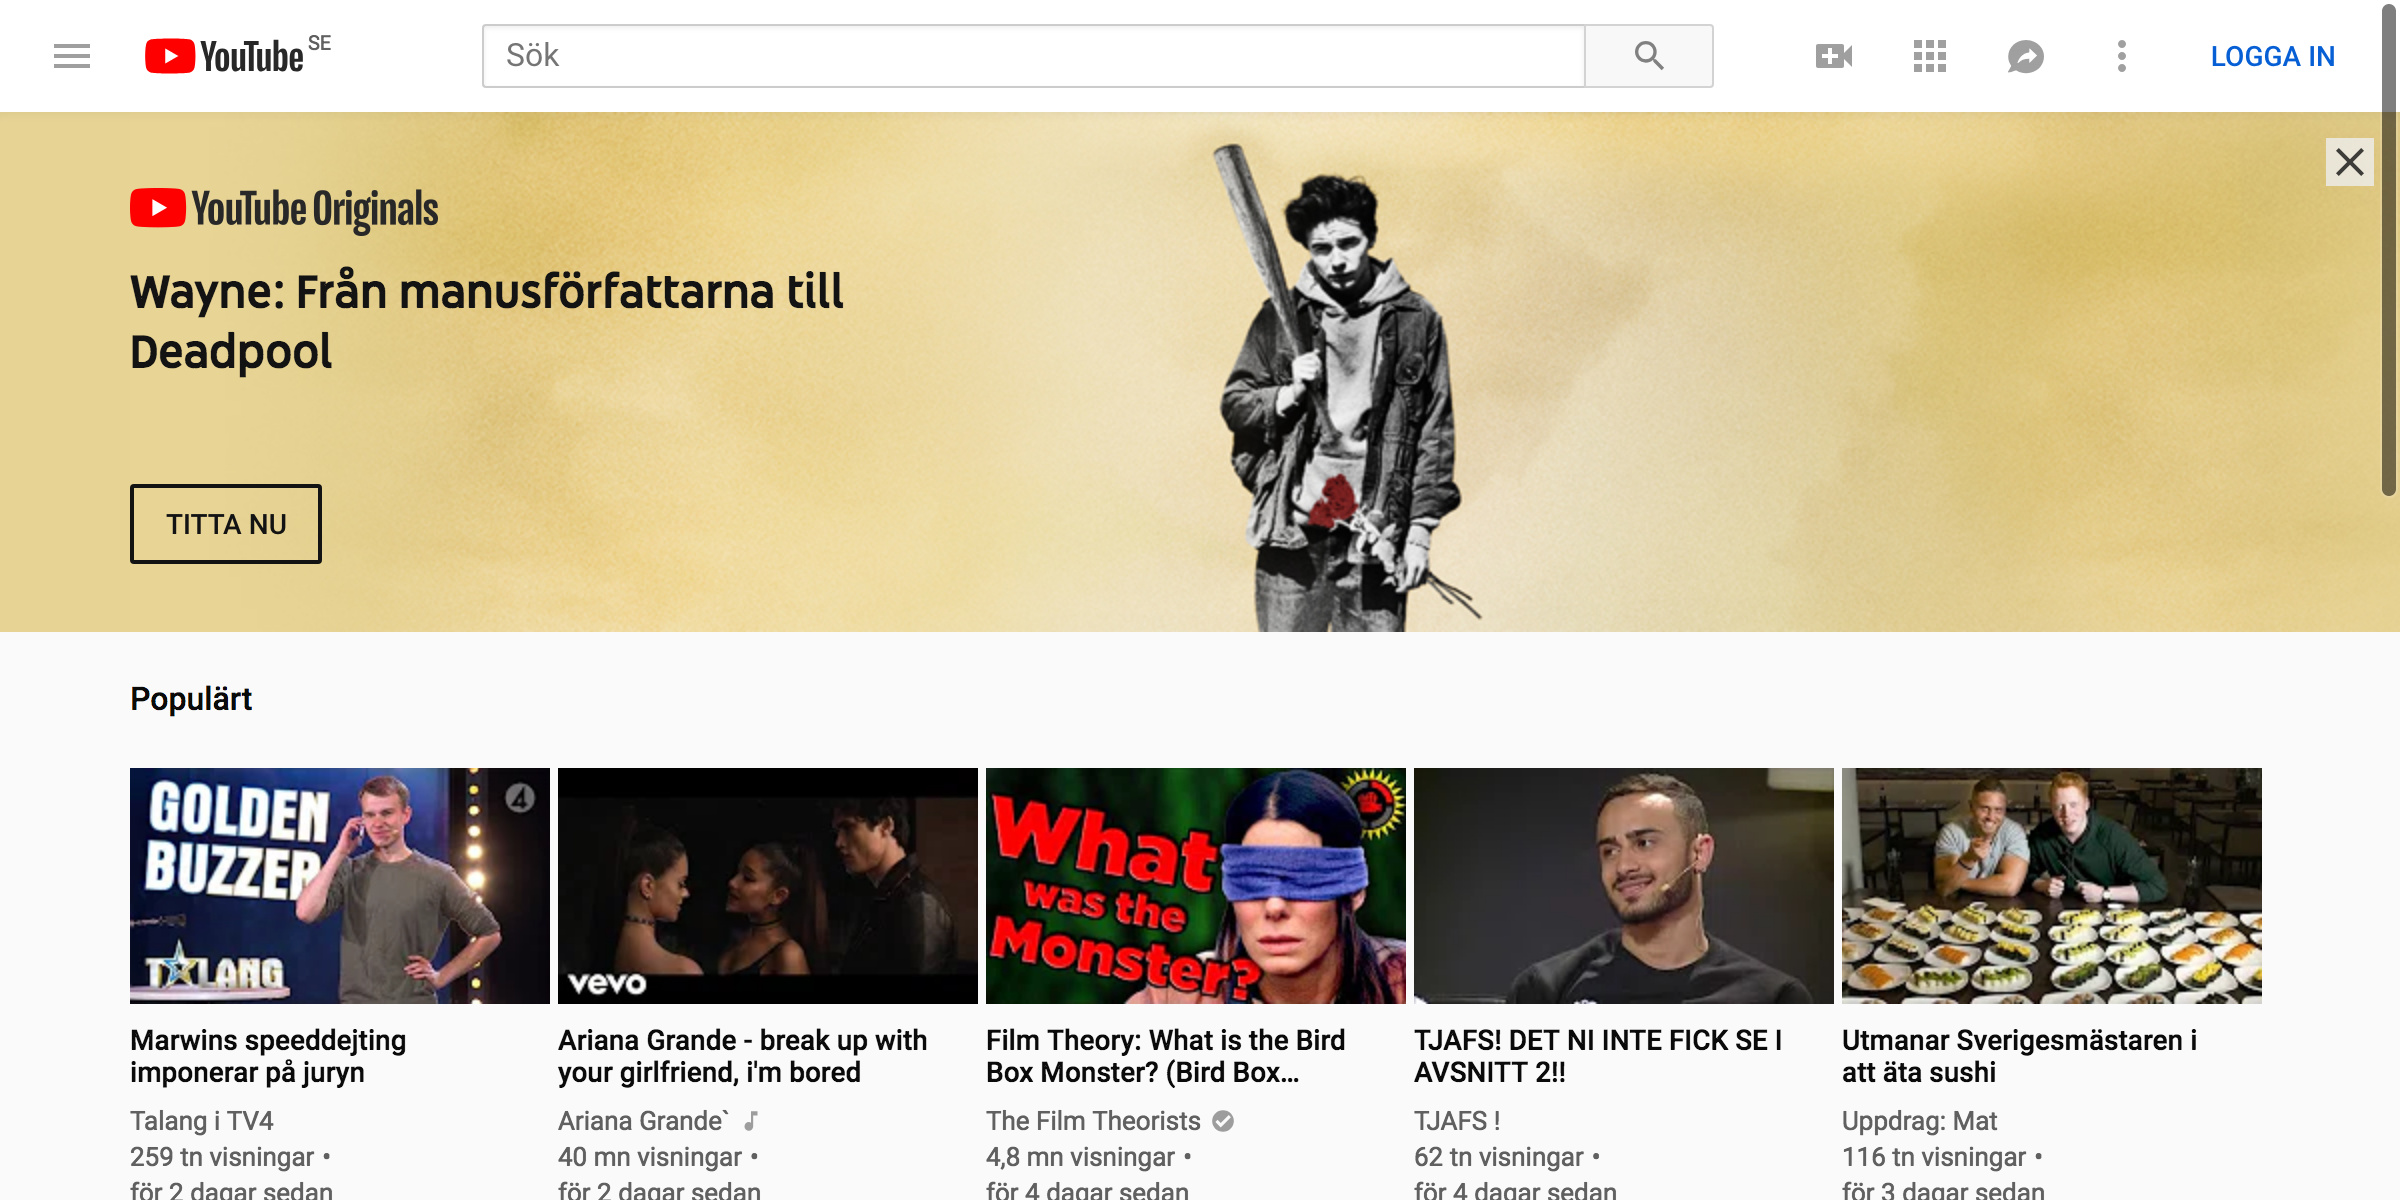 YouTube SE
Sök
LOGGA IN
YouTube Originals
Wayne: Från manusförfattarna till
Deadpool
TITTA NU
Populärt
GOLDEN
BUZZER
4
TALANG
vevo
What
was the
Monster?
Marwins speeddejting
imponerar på juryn
Talang i TV4
259 tn visningar •
för 2 dagar sedan
Ariana Grande - break up with
your girlfriend, i'm bored
Ariana Grande`
40 mn visningar •
för 2 dagar sedan
Film Theory: What is the Bird
Box Monster? (Bird Box...
The Film Theorists
4,8 mn visningar •
för 4 dagar sedan
TJAFS! DET NI INTE FICK SE I
AVSNITT 2!!
TJAFS !
62 tn visningar •
för 4 dagar sedan
Utmanar Sverigesmästaren i
att äta sushi
Uppdrag: Mat
116 tn visningar •
för 3 dagar sedan